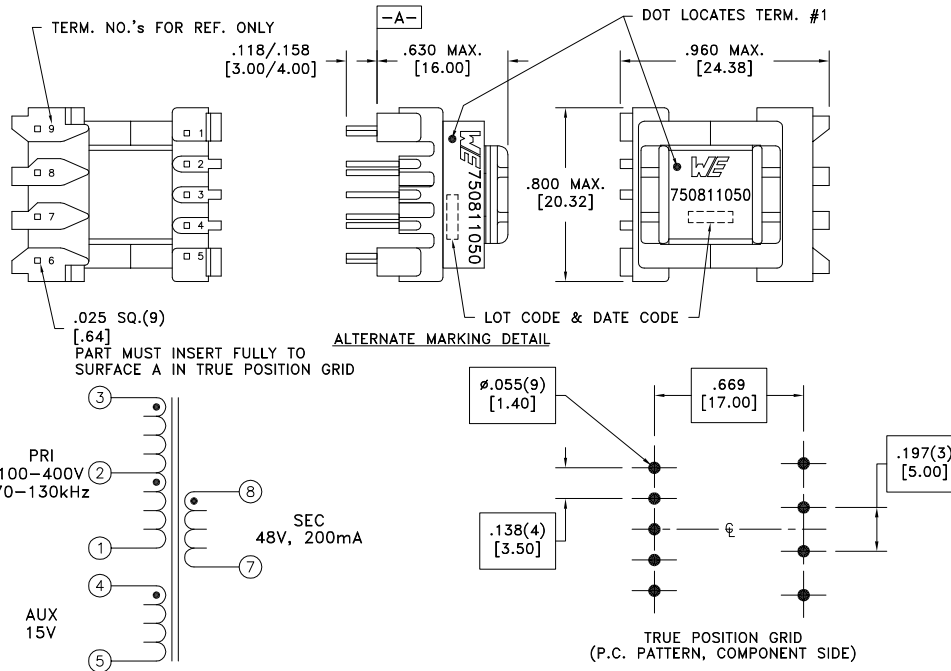 TERM. NO.'s FOR REF. ONLY
-A-
DOT LOCATES TERM. #1
.118/.158
[3.00/4.00]
.630 MAX.
[16.00]
.960 MAX.
[24.38]
9
8
7
6
1
2
3
4
5
WE 750811050
.800 MAX.
[20.32]
WE
750811050
.025 SQ.(9)
[.64]
LOT CODE & DATE CODE
ALTERNATE MARKING DETAIL
PART MUST INSERT FULLY TO
SURFACE A IN TRUE POSITION GRID
3
PRI
100-400V
70-130kHz
2
1
4
AUX
15V
5
8
SEC
48V, 200mA
7
ø.055(9)
[1.40]
.669
[17.00]
.197(3)
[5.00]
.138(4)
[3.50]
℄
TRUE POSITION GRID
(P.C. PATTERN, COMPONENT SIDE)